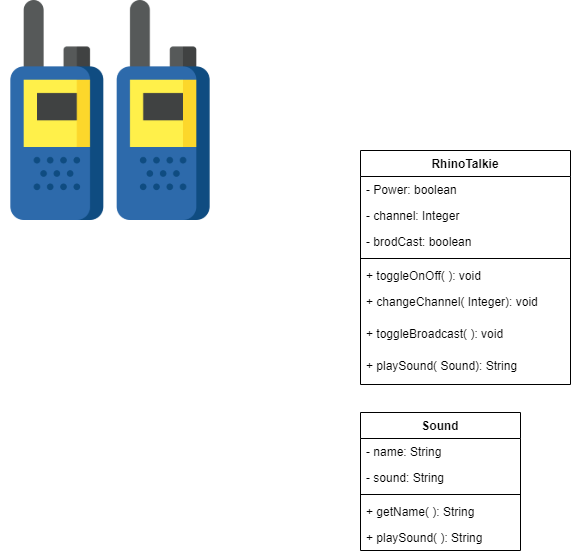 RhinoTalkie
- Power: boolean
- channel: Integer
- brodCast: boolean
+ toggleOnOff( ): void
+ changeChannel( Integer): void
+ toggleBroadcast( ): void
+ playSound( Sound): String
Sound
- name: String
- sound: String
+ getName( ): String
+ playSound( ): String